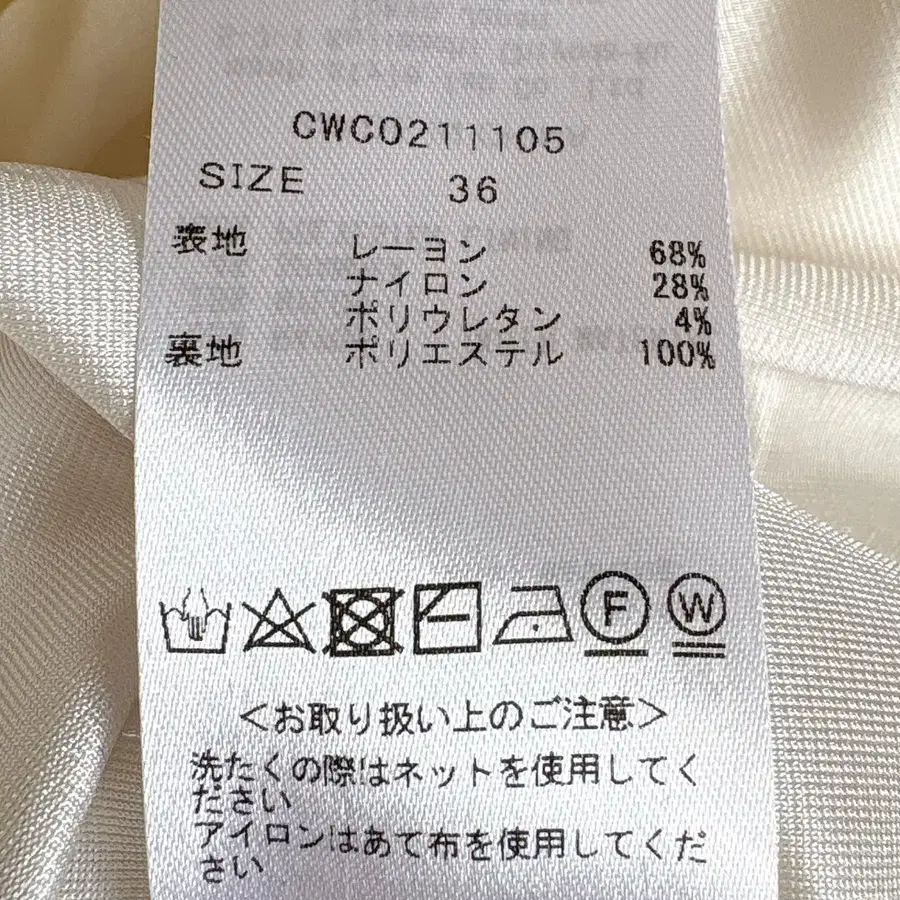 CWC0211105
SIZE 36
表地 レーヨン 68%
ナイロン 28%
ポリウレタン 4%
裏地 ポリエステル 100%
F W
<お取り扱い上のご注意>
洗たくの際はネットを使用してく
ださい
アイロンはあて布を使用してくだ
さい